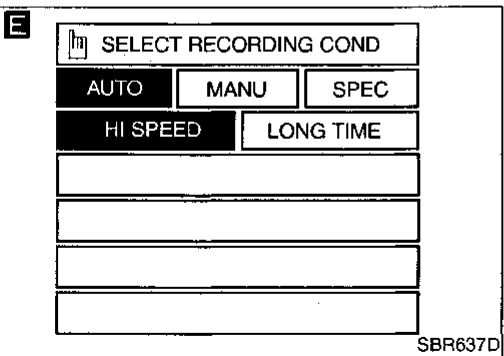 E
SELECT RECORDING COND
AUTO MANU SPEC
HI SPEED LONG TIME
SBR637D